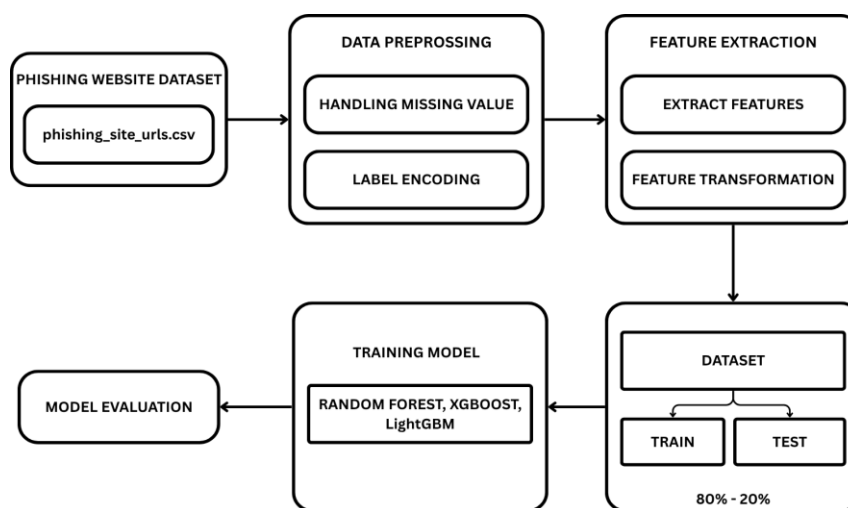 PHISHING WEBSITE DATASET
phishing_site_urls.csv
DATA PREPROSSING
HANDLING MISSING VALUE
LABEL ENCODING
FEATURE EXTRACTION
EXTRACT FEATURES
FEATURE TRANSFORMATION
DATASET
TRAIN
TEST
80% - 20%
TRAINING MODEL
RANDOM FOREST, XGBOOST,
LightGBM
MODEL EVALUATION